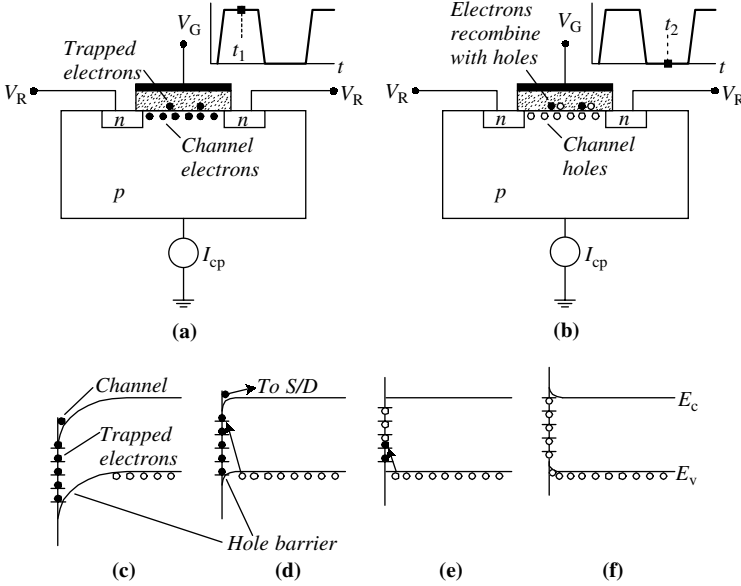 V_G
t_1
t
Trapped
electrons
V_R
V_R
n
n
Channel
electrons
p
I_cp
(a)
Electrons
recombine
with holes
V_G
t_2
t
V_R
V_R
n
n
Channel
holes
p
I_cp
(b)
Channel
Trapped
electrons
To S/D
E_c
E_v
Hole barrier
(c)
(d)
(e)
(f)